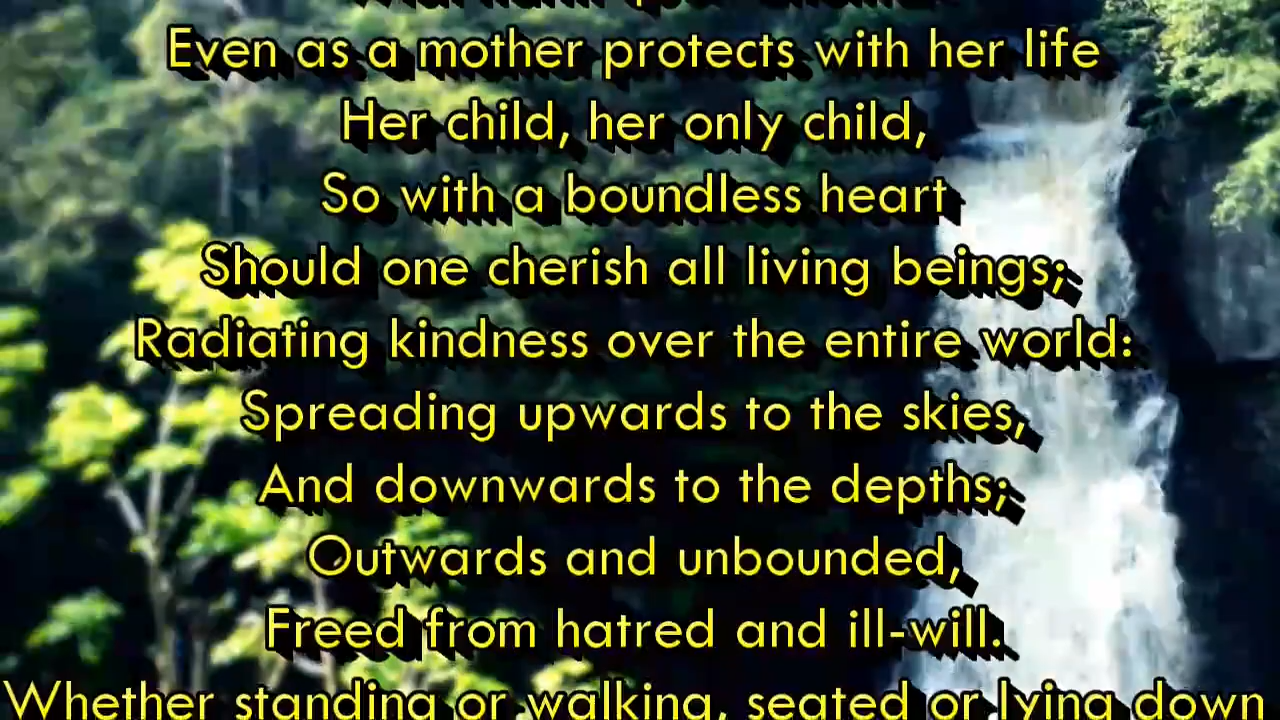 Even as a mother protects with her life
Her child, her only child,
So with a boundless heart
Should one cherish all living beings;
Radiating kindness over the entire world:
Spreading upwards to the skies,
And downwards to the depths;
Outwards and unbounded,
Freed from hatred and ill-will.
Whether standing or walking, seated or lying down